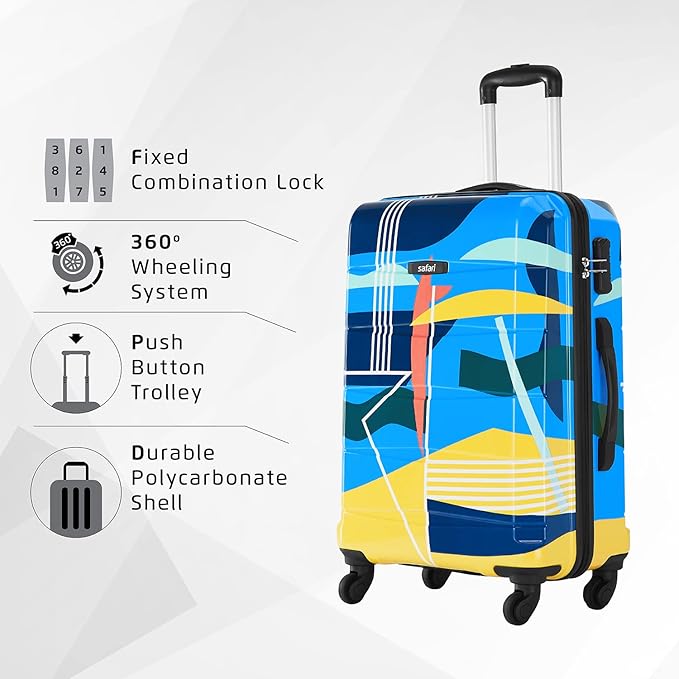 3 6 1
8 2 4
1 7 5
Fixed
Combination Lock
360°
360º
Wheeling
System
Push
Button
Trolley
Durable
Polycarbonate
Shell
safari